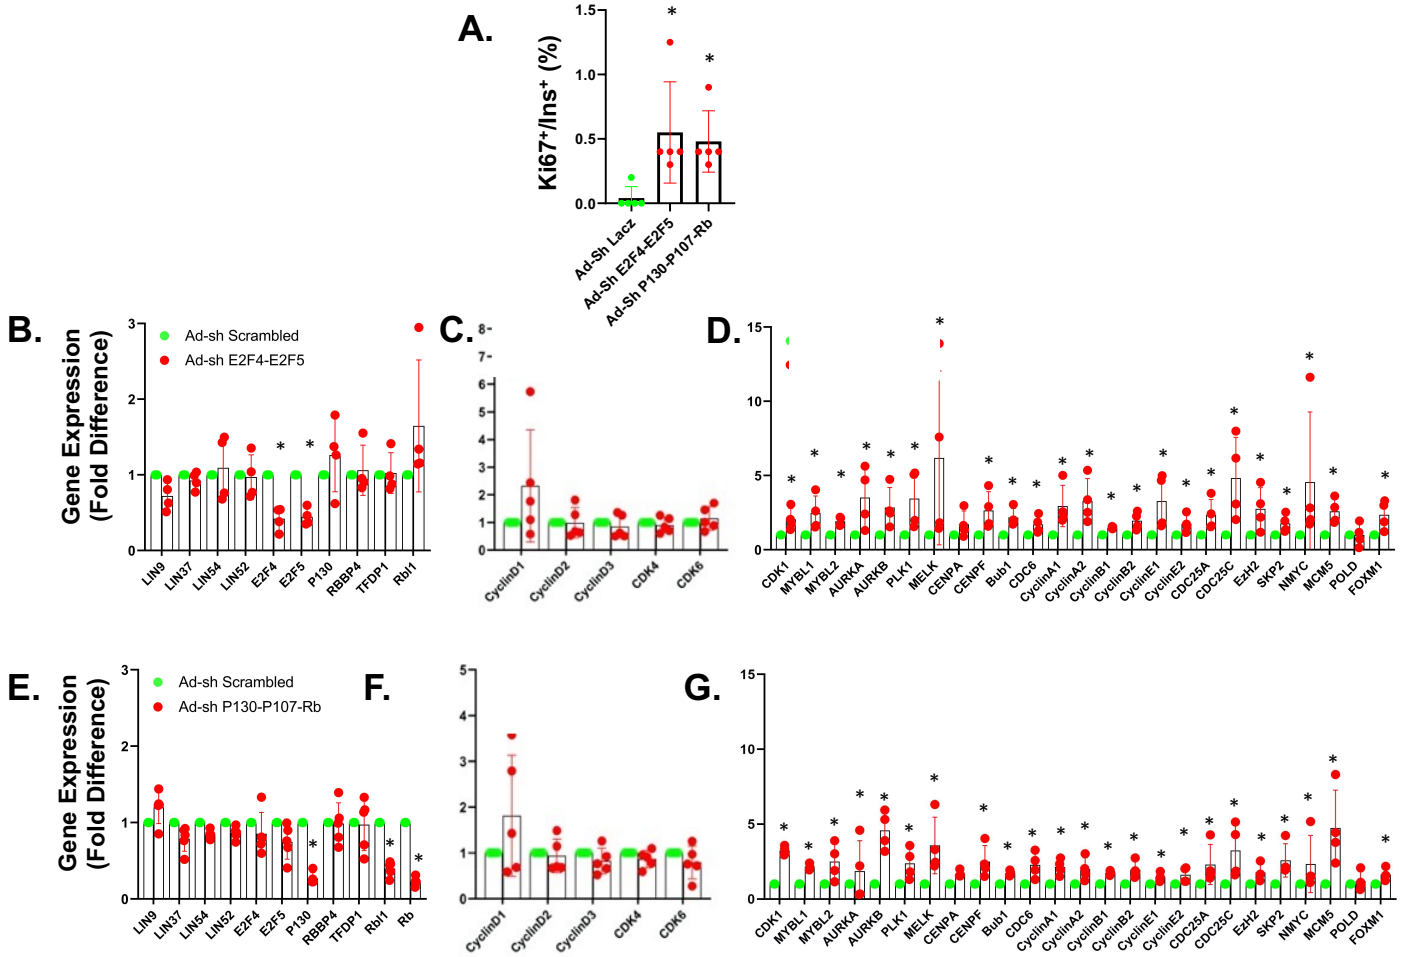 A.
Ki67⁺/Ins⁺ (%)
1.5
1.0
0.5
0.0
*
*
Ad-Sh Lacz
Ad-Sh E2F4-E2F5
Ad-Sh P130-P107-Rb
B.
Gene Expression
(Fold Difference)
3
2
1
0
Ad-sh Scrambled
Ad-sh E2F4-E2F5
* *
LIN9 LIN37 LIN54 LIN52 E2F4 E2F5 P130 RBBP4 TFDP1 Rbl1
C.
8
7
6
5
4
3
2
1
0
CyclinD1 CyclinD2 CyclinD3 CDK4 CDK6
D.
15
10
5
0
* * * * * * * * * * * * * * * * * * * * * * *
CDK1 MYBL1 MYBL2 AURKA AURKB PLK1 MELK CENPA CENPF Bub1 CDC6 CyclinA1 CyclinA2 CyclinB1 CyclinB2 CyclinE1 CyclinE2 CDC25A CDC25C EzH2 SKP2 NMYC MCM5 POLD FOXM1
E.
Gene Expression
(Fold Difference)
3
2
1
0
Ad-sh Scrambled
Ad-sh P130-P107-Rb
* * *
LIN9 LIN37 LIN54 LIN52 E2F4 E2F5 P130 RBBP4 TFDP1 Rbl1 Rb
F.
5
4
3
2
1
0
CyclinD1 CyclinD2 CyclinD3 CDK4 CDK6
G.
15
10
5
0
* * * * * * * * * * * * * * * * * * * * * * *
CDK1 MYBL1 MYBL2 AURKA AURKB PLK1 MELK CENPA CENPF Bub1 CDC6 CyclinA1 CyclinA2 CyclinB1 CyclinB2 CyclinE1 CyclinE2 CDC25A CDC25C EzH2 SKP2 NMYC MCM5 POLD FOXM1